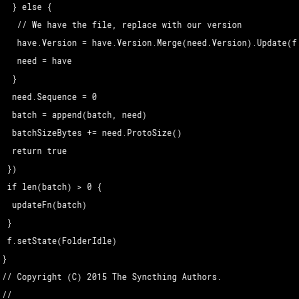 } else {
// We have the file, replace with our version
have.Version = have.Version.Merge(need.Version).Update(f
need = have
}
need.Sequence = 0
batch = append(batch, need)
batchSizeBytes += need.ProtoSize()
return true
})
if len(batch) > 0 {
updateFn(batch)
}
f.setState(FolderIdle)
}
// Copyright (C) 2015 The Syncthing Authors.
//